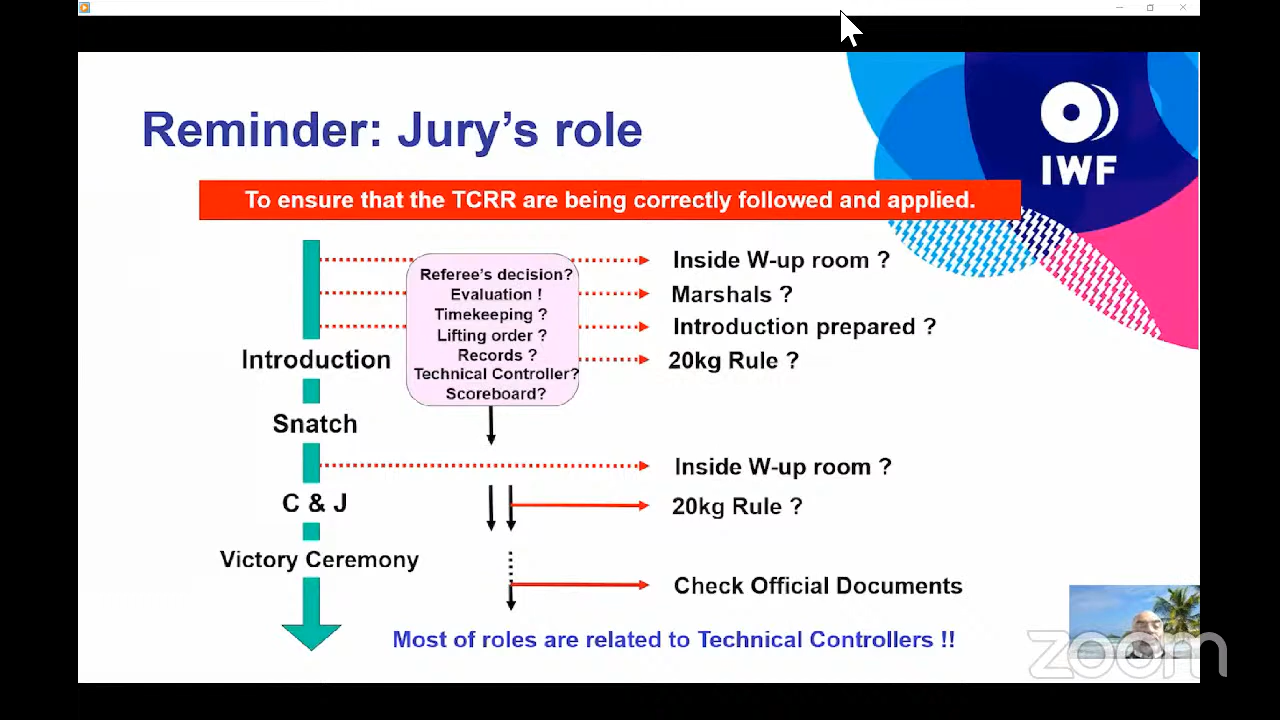 Reminder: Jury's role
IWF
To ensure that the TCRR are being correctly followed and applied.
Inside W-up room ?
Referee's decision?
Evaluation !
Marshals ?
Timekeeping ?
Introduction prepared ?
Lifting order ?
Records ?
Introduction
20kg Rule ?
Technical Controller?
Scoreboard?
Snatch
Inside W-up room ?
C & J
20kg Rule ?
Victory Ceremony
Check Official Documents
Most of roles are related to Technical Controllers !!
zoom